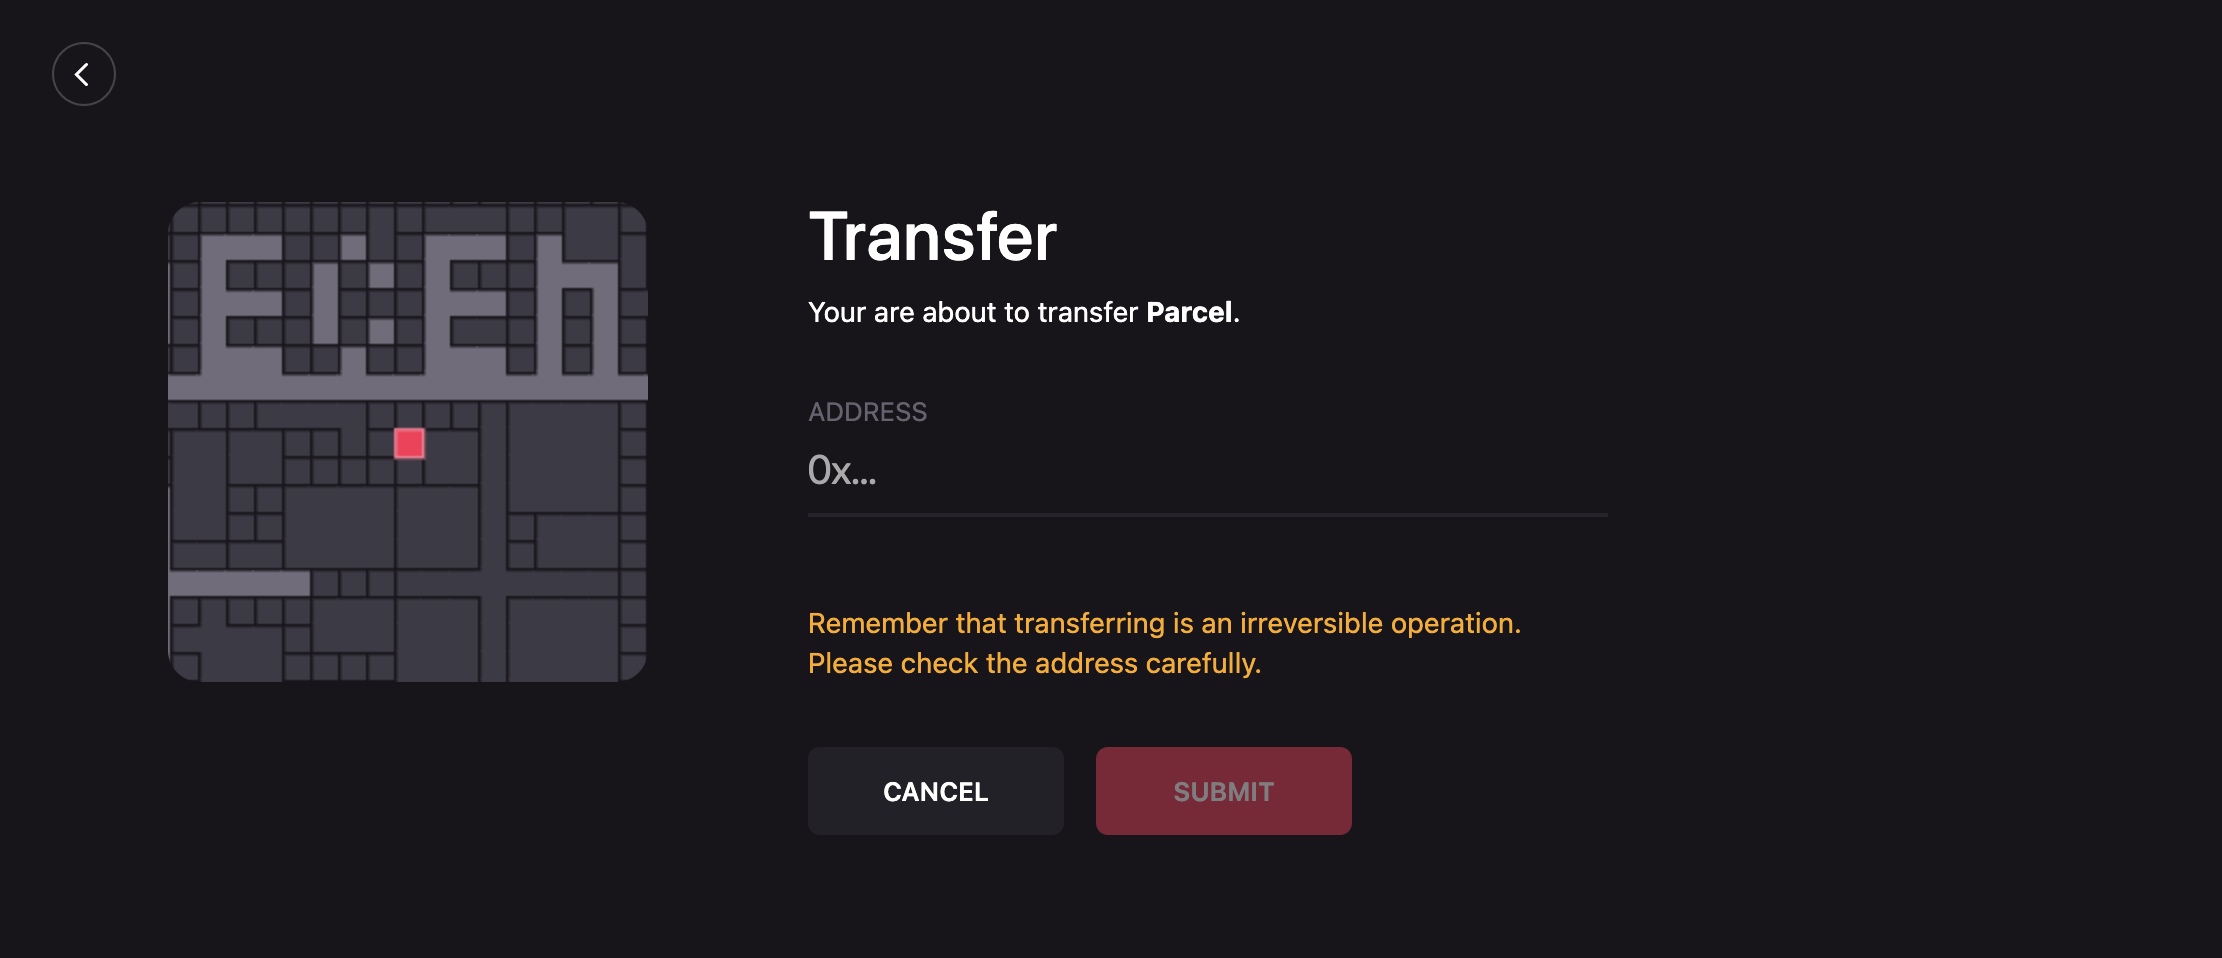 Transfer
Your are about to transfer Parcel.
ADDRESS
0x...
Remember that transferring is an irreversible operation.
Please check the address carefully.
CANCEL
SUBMIT